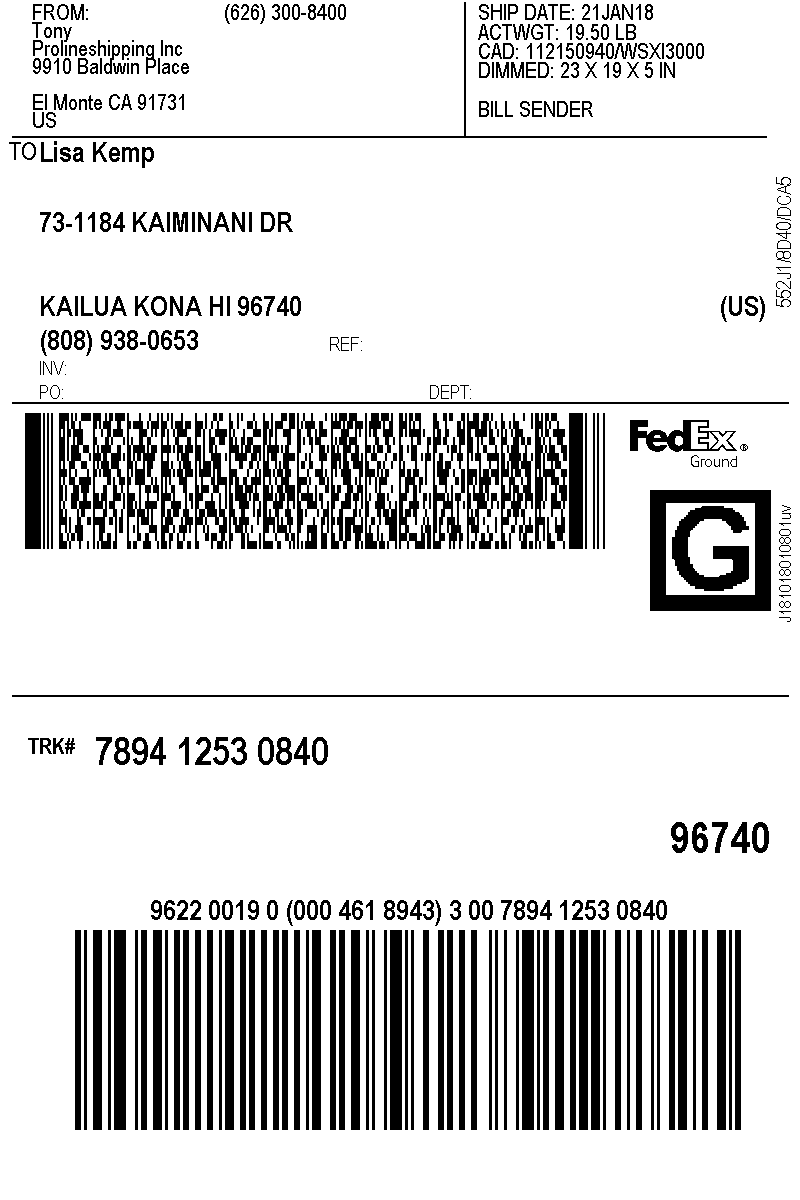 FROM: (626) 300-8400
Tony
Prolineshipping Inc
9910 Baldwin Place
El Monte CA 91731
US
SHIP DATE: 21JAN18
ACTWGT: 19.50 LB
CAD: 112150940/WSXI3000
DIMMED: 23 X 19 X 5 IN
BILL SENDER
TO Lisa Kemp
73-1184 KAIMINANI DR
KAILUA KONA HI 96740 (US)
(808) 938-0653 REF:
INV:
PO: DEPT:
552J1/8D40/DCA5
FedEx ®
Ground
G
J181018010801uv
TRK# 7894 1253 0840
96740
9622 0019 0 (000 461 8943) 3 00 7894 1253 0840